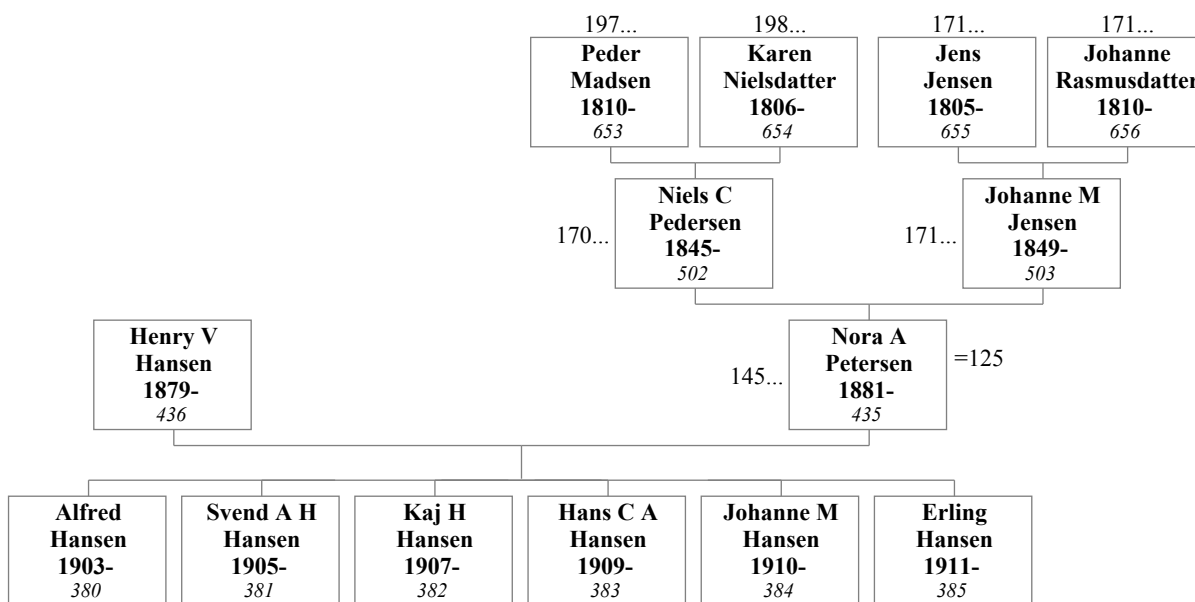 197...
198...
171...
171...
Peder
Madsen
1810-
653
Karen
Nielsdatter
1806-
654
Jens
Jensen
1805-
655
Johanne
Rasmusdatter
1810-
656
170...
Niels C
Pedersen
1845-
502
171...
Johanne M
Jensen
1849-
503
Henry V
Hansen
1879-
436
145...
Nora A
Petersen
1881-
435
=125
Alfred
Hansen
1903-
380
Svend A H
Hansen
1905-
381
Kaj H
Hansen
1907-
382
Hans C A
Hansen
1909-
383
Johanne M
Hansen
1910-
384
Erling
Hansen
1911-
385